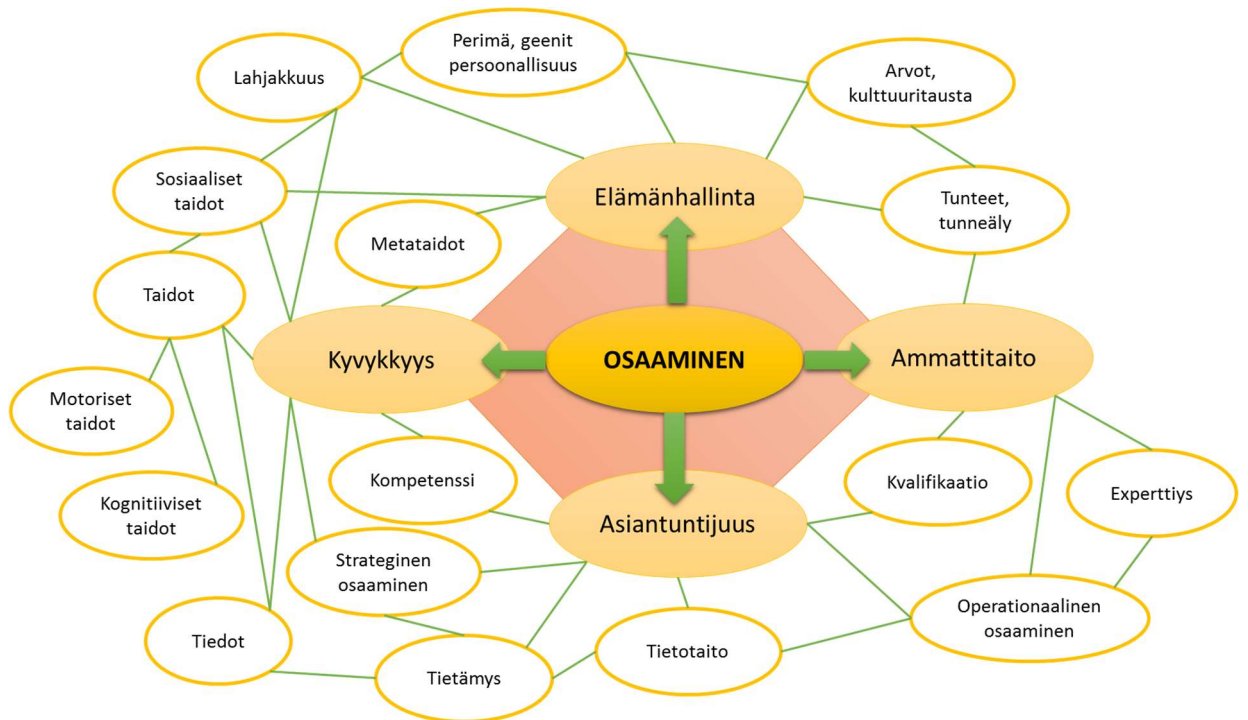 Perimä, geenit
persoonallisuus
Lahjakkuus
Arvot,
kulttuuritausta
Sosiaaliset
taidot
Elämänhallinta
Tunteet,
tunneäly
Metataidot
Taidot
Kyvykkyys
OSAAMINEN
Ammattitaito
Motoriset
taidot
Kompetenssi
Kvalifikaatio
Experttiys
Kognitiiviset
taidot
Asiantuntijuus
Strateginen
osaaminen
Operationaalinen
osaaminen
Tiedot
Tietämys
Tietotaito